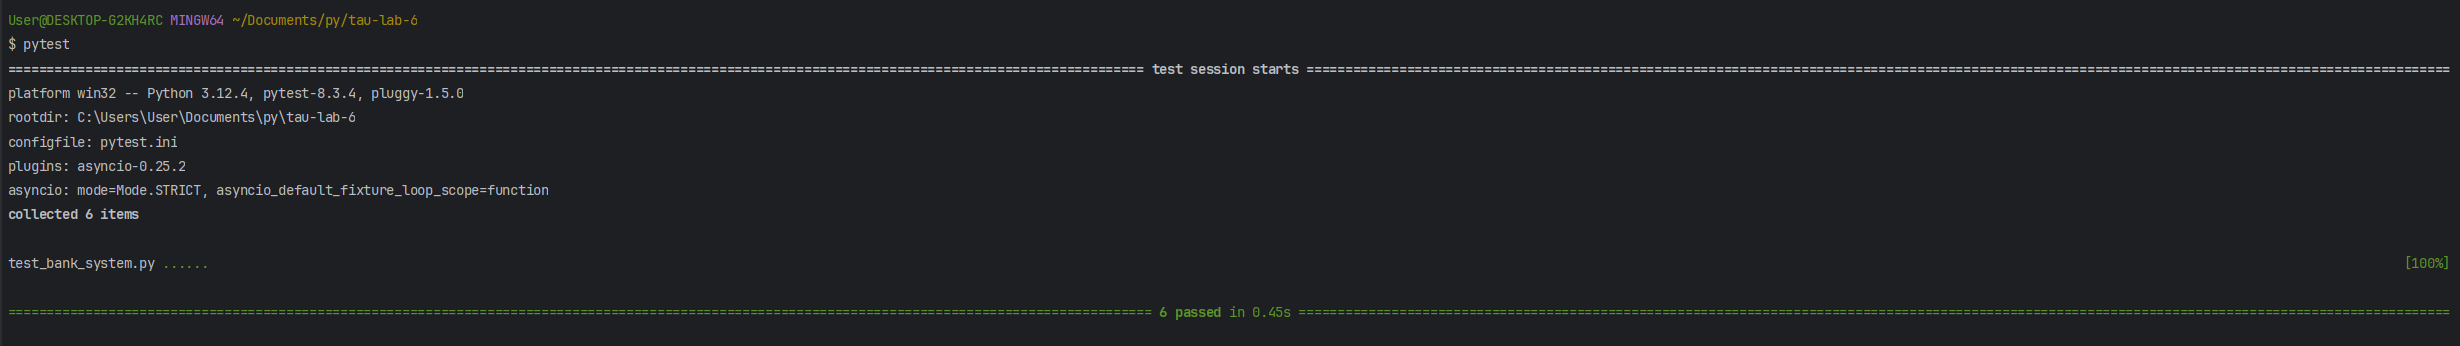 User@DESKTOP-G2KH4RC MINGW64 ~/Documents/py/tau-lab-6
$ pytest
=================================================================================================================================================== test session starts ====================================================================================================================================================
platform win32 -- Python 3.12.4, pytest-8.3.4, pluggy-1.5.0
rootdir: C:\Users\User\Documents\py\tau-lab-6
configfile: pytest.ini
plugins: asyncio-0.25.2
asyncio: mode=Mode.STRICT, asyncio_default_fixture_loop_scope=function
collected 6 items
test_bank_system.py ...... [100%]
==================================================================================================================================================== 6 passed in 0.45s =====================================================================================================================================================